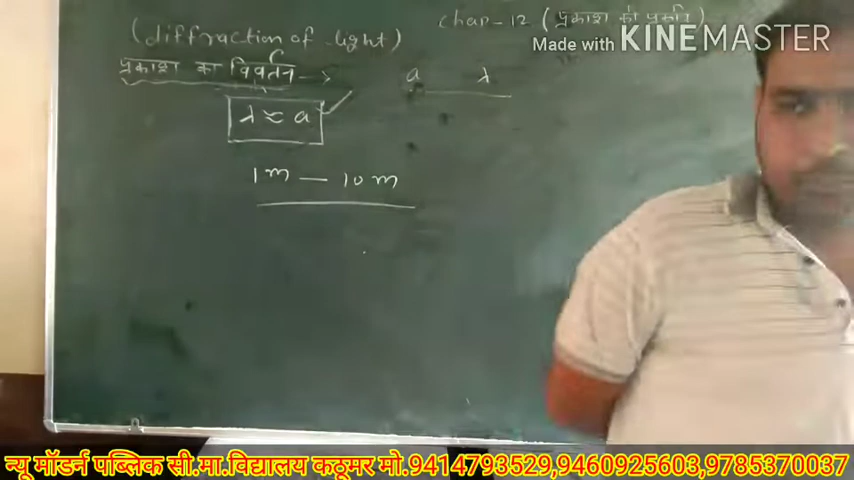 (diffraction of light)
chap-12 (प्रकाश की प्रकृति)
Made with KINEMASTER
प्रकाश का विवर्तन → a λ
λ ≈ a
1m — 10 m
न्यू मॉडर्न पब्लिक सी.मा.विद्यालय कठूमर मो.9414793529,9460925603,9785370037